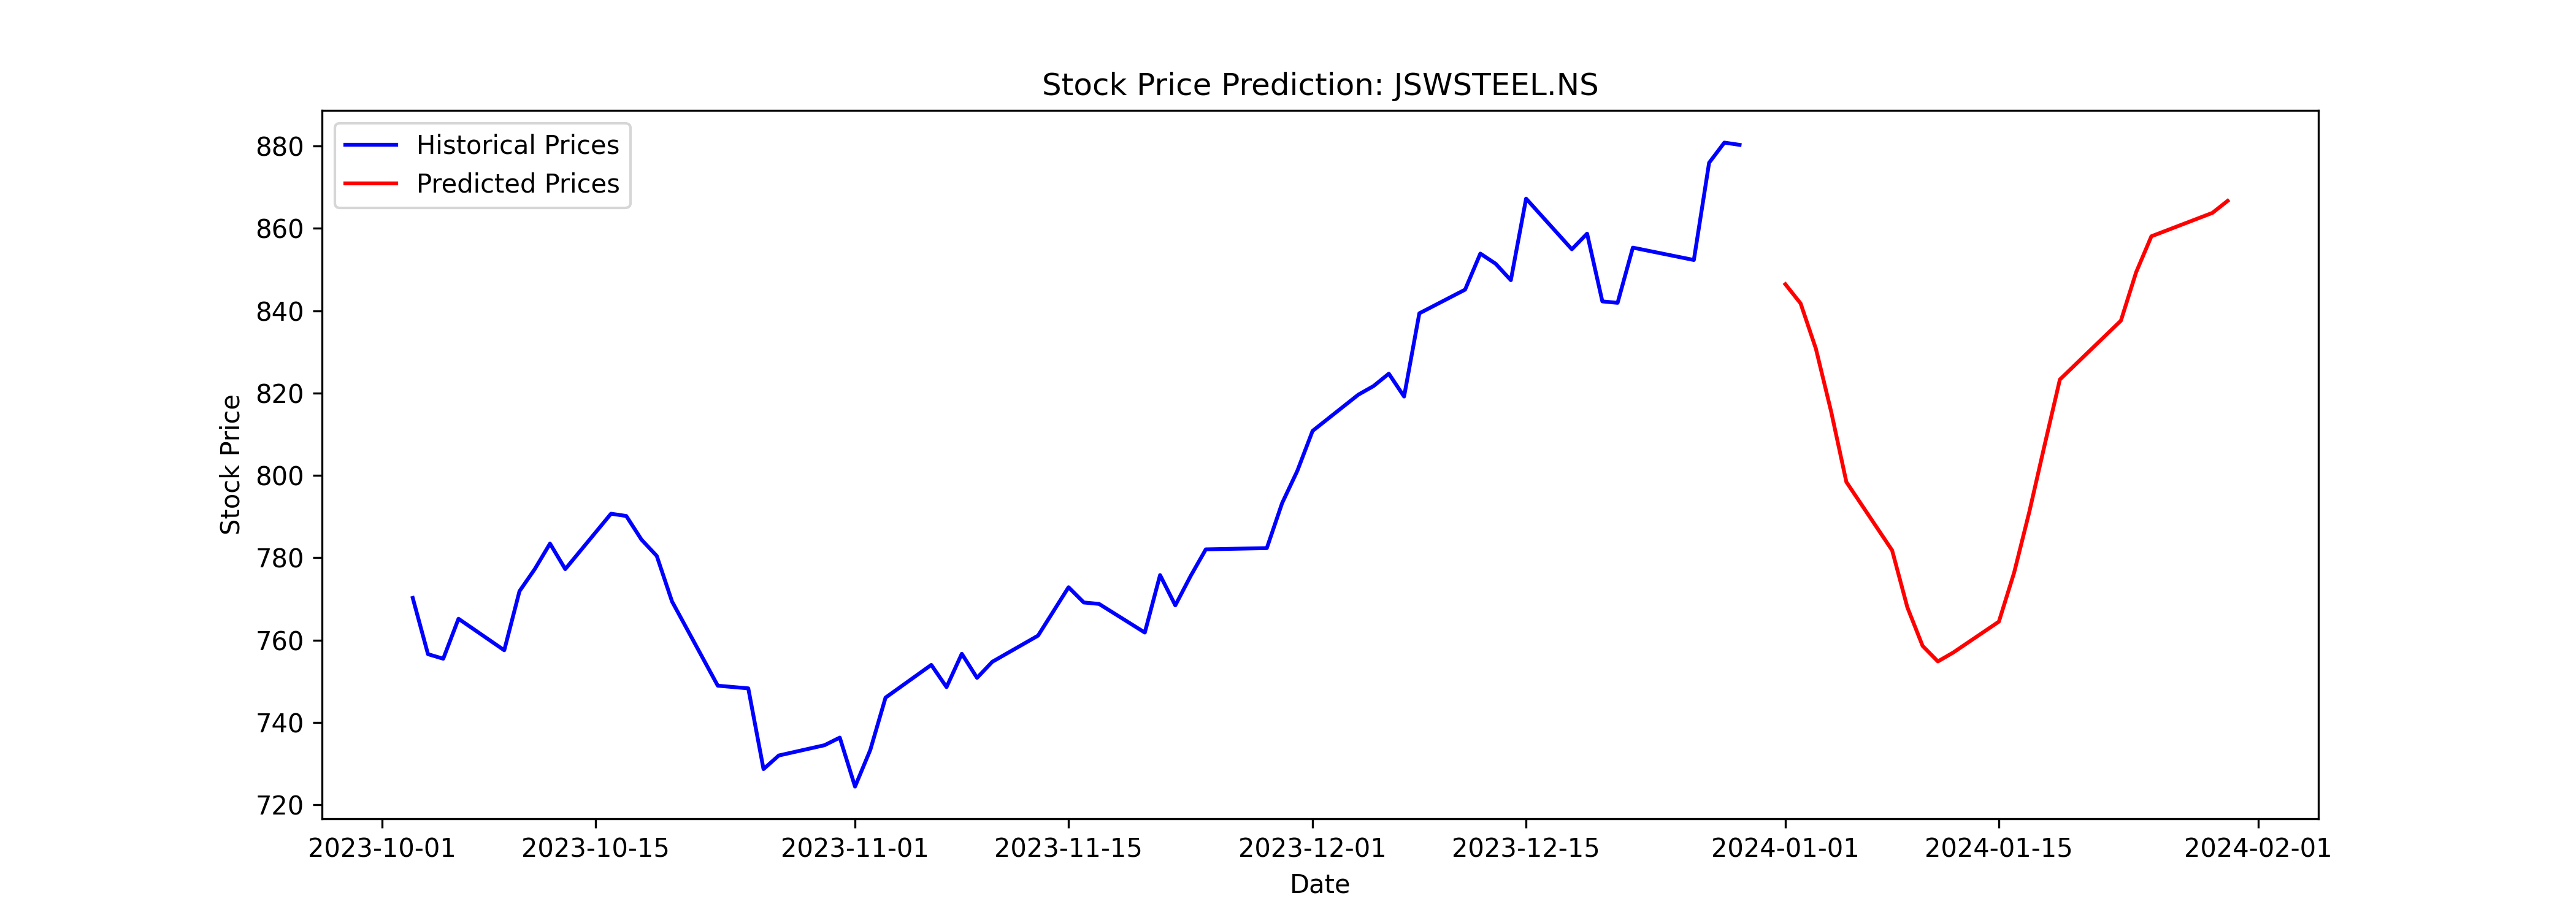 Stock Price Prediction: JSWSTEEL.NS
Historical Prices
Predicted Prices
Stock Price
880
860
840
820
800
780
760
740
720
2023-10-01 2023-10-15 2023-11-01 2023-11-15 2023-12-01 2023-12-15 2024-01-01 2024-01-15 2024-02-01
Date